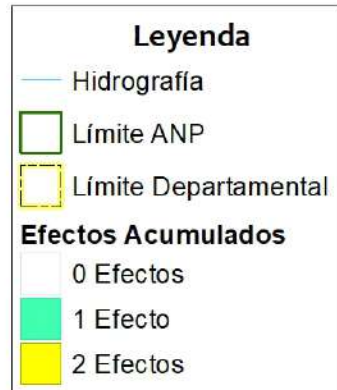 Leyenda
Hidrografía
Límite ANP
Límite Departamental
Efectos Acumulados
0 Efectos
1 Efecto
2 Efectos